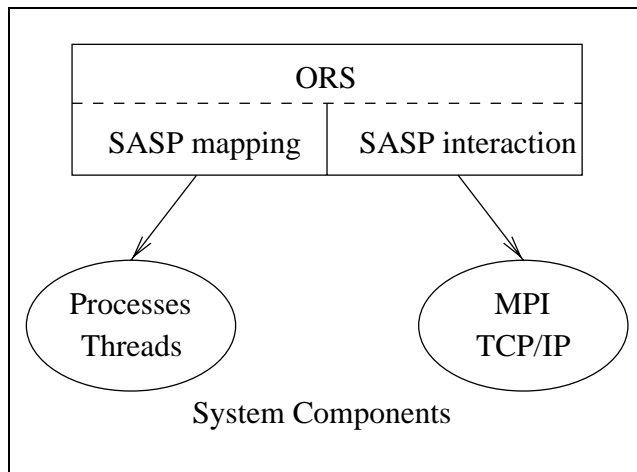 ORS
SASP mapping
SASP interaction
Processes
Threads
MPI
TCP/IP
System Components